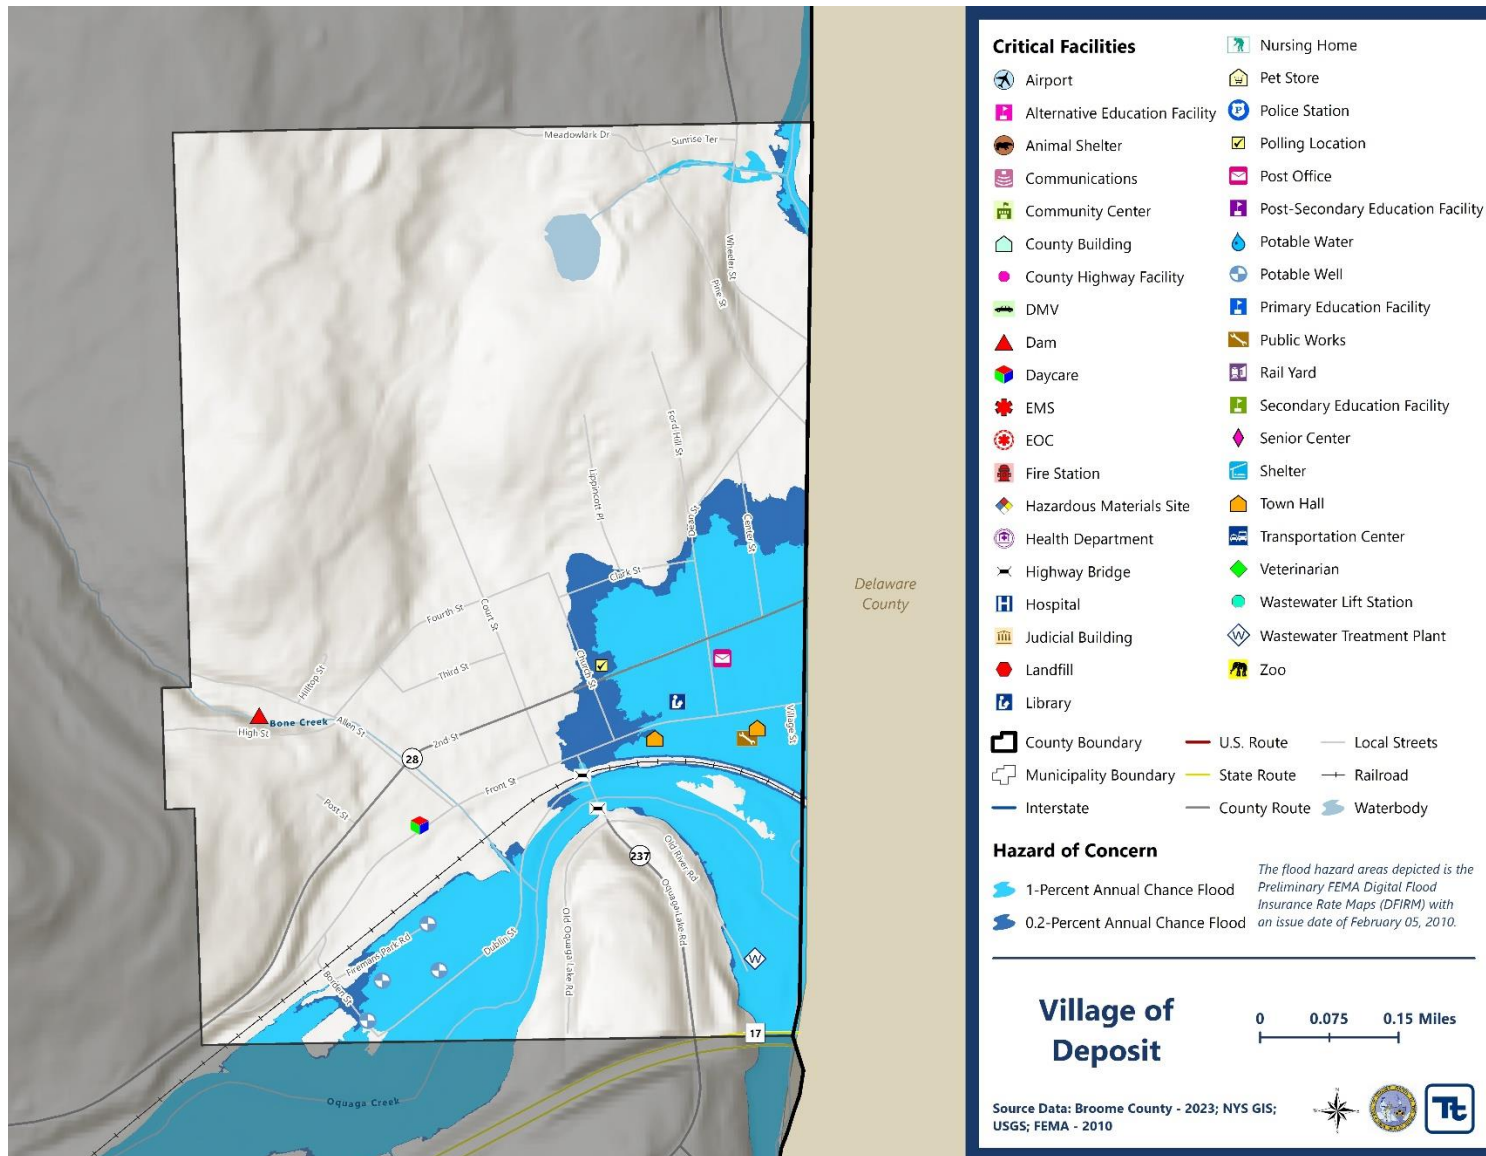 Meadowlark Dr
Sunrise Ter
Wheeler St
Pine St
Ford Hill St
Lippincott Pl
Dean St
Center St
Clark St
Fourth St
Court St
Church St
Third St
Hilltop St
Bone Creek
Allen St
High St
2nd St
28
Village St
Front St
Post St
237
Old River Rd
Oquaga Lake Rd
Old Oquaga Lake Rd
Dublin St
Firemans Park Rd
Borden St
W
17
Oquaga Creek
Delaware
County
Critical Facilities
Airport
Alternative Education Facility
Animal Shelter
Communications
Community Center
County Building
County Highway Facility
DMV
Dam
Daycare
EMS
EOC
Fire Station
Hazardous Materials Site
Health Department
Highway Bridge
Hospital
Judicial Building
Landfill
Library
Nursing Home
Pet Store
Police Station
Polling Location
Post Office
Post-Secondary Education Facility
Potable Water
Potable Well
Primary Education Facility
Public Works
Rail Yard
Secondary Education Facility
Senior Center
Shelter
Town Hall
Transportation Center
Veterinarian
Wastewater Lift Station
Wastewater Treatment Plant
Zoo
County Boundary
Municipality Boundary
Interstate
U.S. Route
State Route
County Route
Local Streets
Railroad
Waterbody
Hazard of Concern
1-Percent Annual Chance Flood
0.2-Percent Annual Chance Flood
The flood hazard areas depicted is the
Preliminary FEMA Digital Flood
Insurance Rate Maps (DFIRM) with
an issue date of February 05, 2010.
Village of
Deposit
0 0.075 0.15 Miles
Source Data: Broome County - 2023; NYS GIS;
USGS; FEMA - 2010
Tt